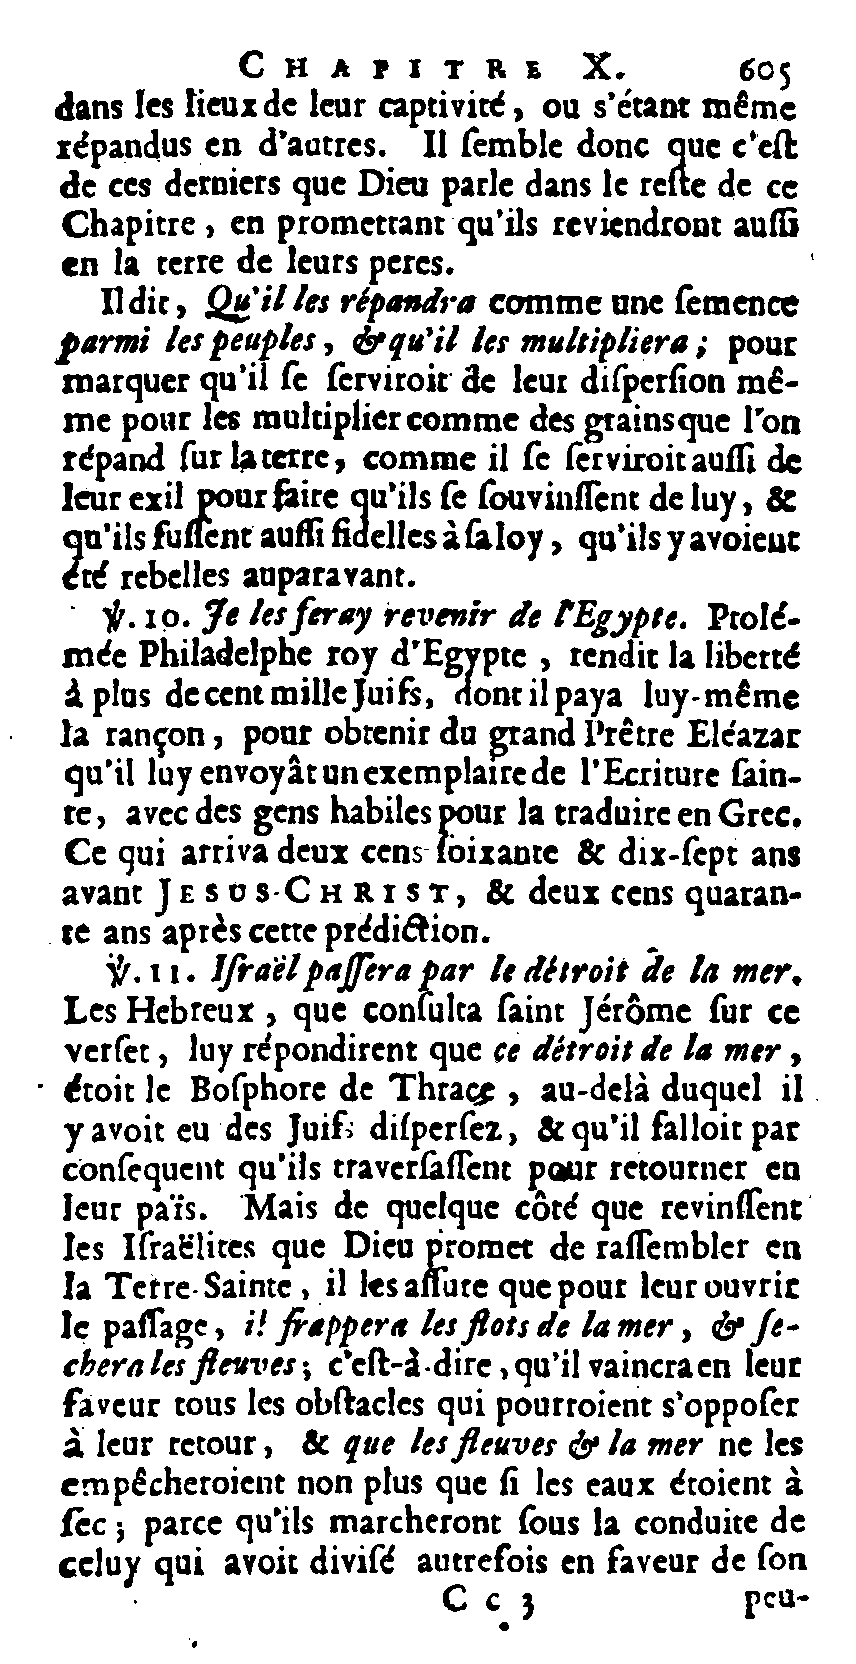 CHAPITRE X. 605
dans les lieux de leur captivité, ou s'étant même
répandus en d'autres. Il ſemble donc que c'eſt
de ces derniers que Dieu parle dans le reſte de ce
Chapitre, en promettant qu'ils reviendront auſſi
en la terre de leurs peres.
Il dit, Qu'il les répandra comme une ſemence
parmi les peuples, & qu'il les multipliera; pour
marquer qu'il ſe ſerviroit de leur diſperſion mê-
me pour les multiplier comme des grains que l'on
répand ſur la terre, comme il ſe ſerviroit auſſi de
leur exil pour faire qu'ils ſe ſouvinſſent de luy, &
qu'ils fuſſent auſſi fidelles à ſa loy, qu'ils y avoient
été rebelles auparavant.
℣. 10. Je les feray revenir de l'Egypte. Ptolé-
mée Philadelphe roy d'Egypte, rendit la liberté
à plus de cent mille Juifs, dont il paya luy-même
la rançon, pour obtenir du grand Prêtre Eléazar
qu'il luy envoyât un exemplaire de l'Ecriture ſain-
te, avec des gens habiles pour la traduire en Grec.
Ce qui arriva deux cens ſoixante & dix-ſept ans
avant JESUS-CHRIST, & deux cens quaran-
te ans après cette prédiction.
℣. 11. Iſraël paſſera par le détroit de la mer.
Les Hebreux, que conſulta ſaint Jérôme ſur ce
verſet, luy répondirent que ce détroit de la mer,
étoit le Boſphore de Thrace, au-delà duquel il
y avoit eu des Juifs diſperſez, & qu'il falloit par
conſequent qu'ils traverſaſſent pour retourner en
leur païs. Mais de quelque côté que revinſſent
les Iſraëlites que Dieu promet de raſſembler en
la Terre-Sainte, il les aſſure que pour leur ouvrir
le paſſage, il frappera les flots de la mer, & ſe-
chera les fleuves; c'eſt-à-dire, qu'il vaincra en leur
faveur tous les obſtacles qui pourroient s'oppoſer
à leur retour, & que les fleuves & la mer ne les
empêcheroient non plus que ſi les eaux étoient à
ſec; parce qu'ils marcheront ſous la conduite de
celuy qui avoit diviſé autrefois en faveur de ſon
C c 3 peu-